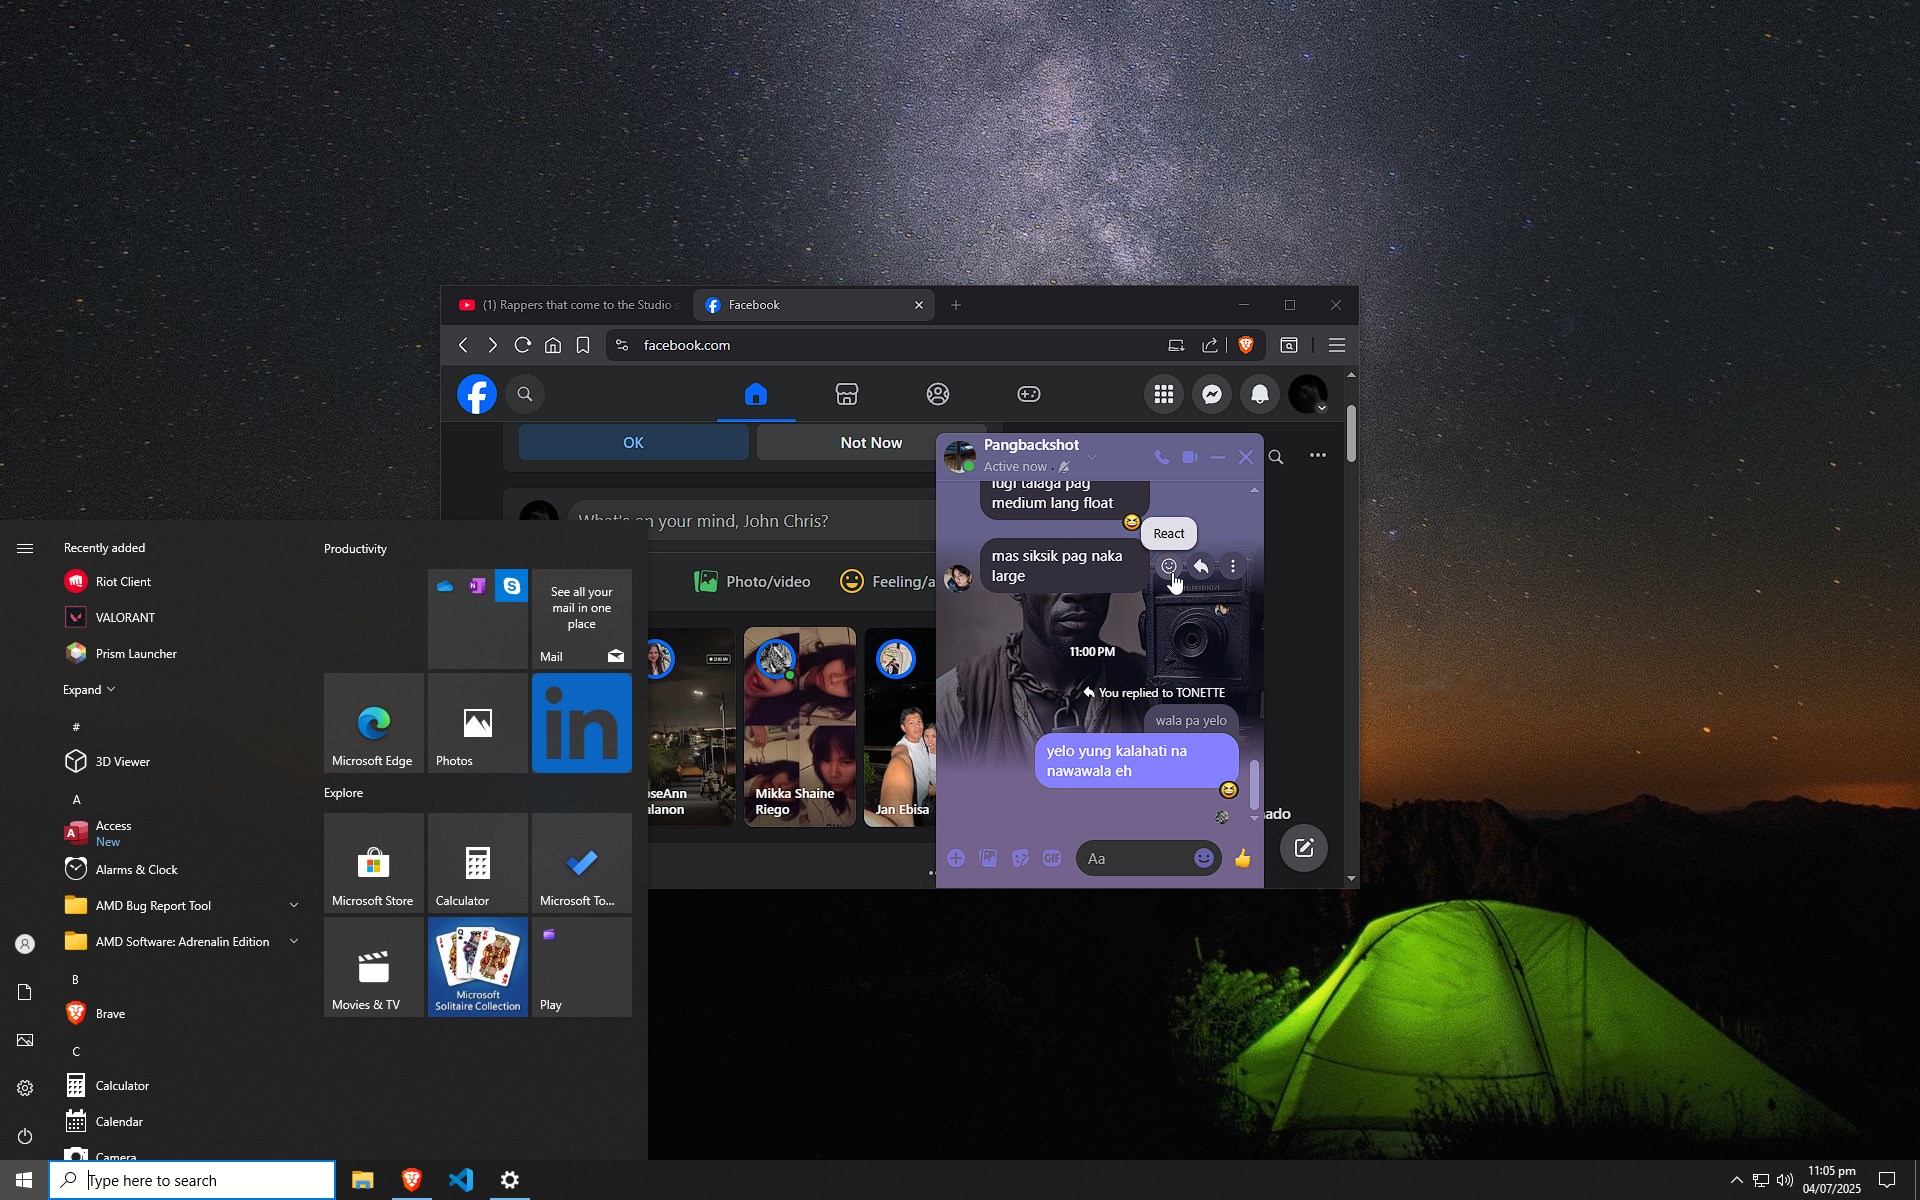 (1) Rappers that come to the Studio s
Facebook
facebook.com
OK
Not Now
What's on your mind, John Chris?
Photo/video
Feeling/a
Mikka Shaine
Riego
Jan Ebisa
Pangbackshot
Active now
lugi talaga pag
medium lang float
React
mas siksik pag naka
large
11:00 PM
You replied to TONETTE
wala pa yelo
yelo yung kalahati na
nawawala eh
GIF
Aa
ado
seAnn
alanon
Recently added
Riot Client
VALORANT
Prism Launcher
Expand
#
3D Viewer
A
Access
New
Alarms & Clock
AMD Bug Report Tool
AMD Software: Adrenalin Edition
B
Brave
C
Calculator
Calendar
Camera
Productivity
See all your
mail in one
place
Mail
Microsoft Edge
Photos
in
Explore
Microsoft Store
Calculator
Microsoft To...
Movies & TV
Microsoft
Solitaire Collection
Play
Type here to search
11:05 pm
04/07/2025